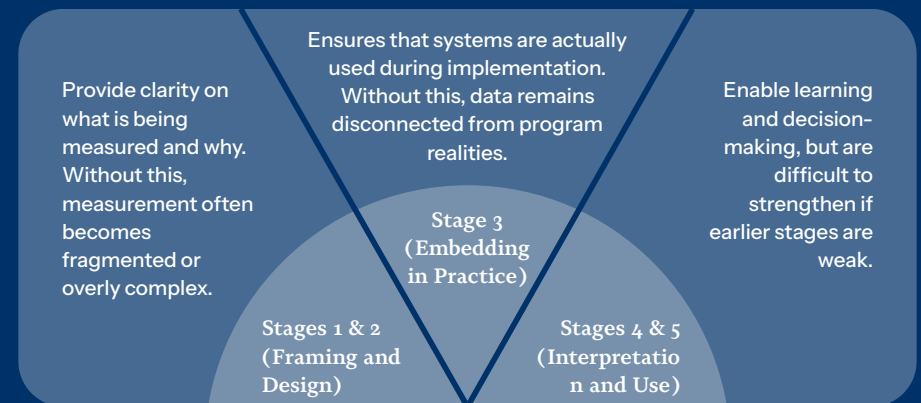 Provide clarity on
what is being
measured and why.
Without this,
measurement often
becomes
fragmented or
overly complex.
Stages 1 & 2
(Framing and
Design)
Ensures that systems are actually
used during implementation.
Without this, data remains
disconnected from program
realities.
Stage 3
(Embedding
in Practice)
Enable learning
and decision-
making, but are
difficult to
strengthen if
earlier stages are
weak.
Stages 4 & 5
(Interpretatio
n and Use)